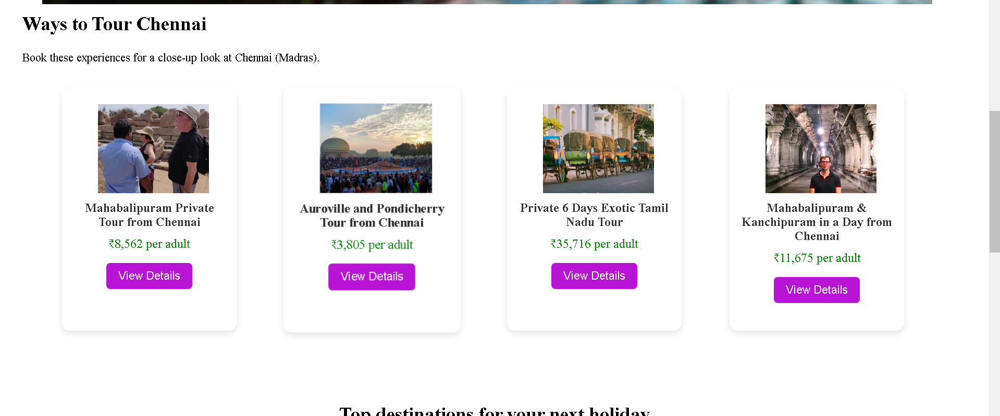 Ways to Tour Chennai
Book these experiences for a close-up look at Chennai (Madras).
Mahabalipuram Private
Tour from Chennai
₹8,562 per adult
View Details
Auroville and Pondicherry
Tour from Chennai
₹3,805 per adult
View Details
Private 6 Days Exotic Tamil
Nadu Tour
₹35,716 per adult
View Details
Mahabalipuram &
Kanchipuram in a Day from
Chennai
₹11,675 per adult
View Details
Top destinations for your next holiday